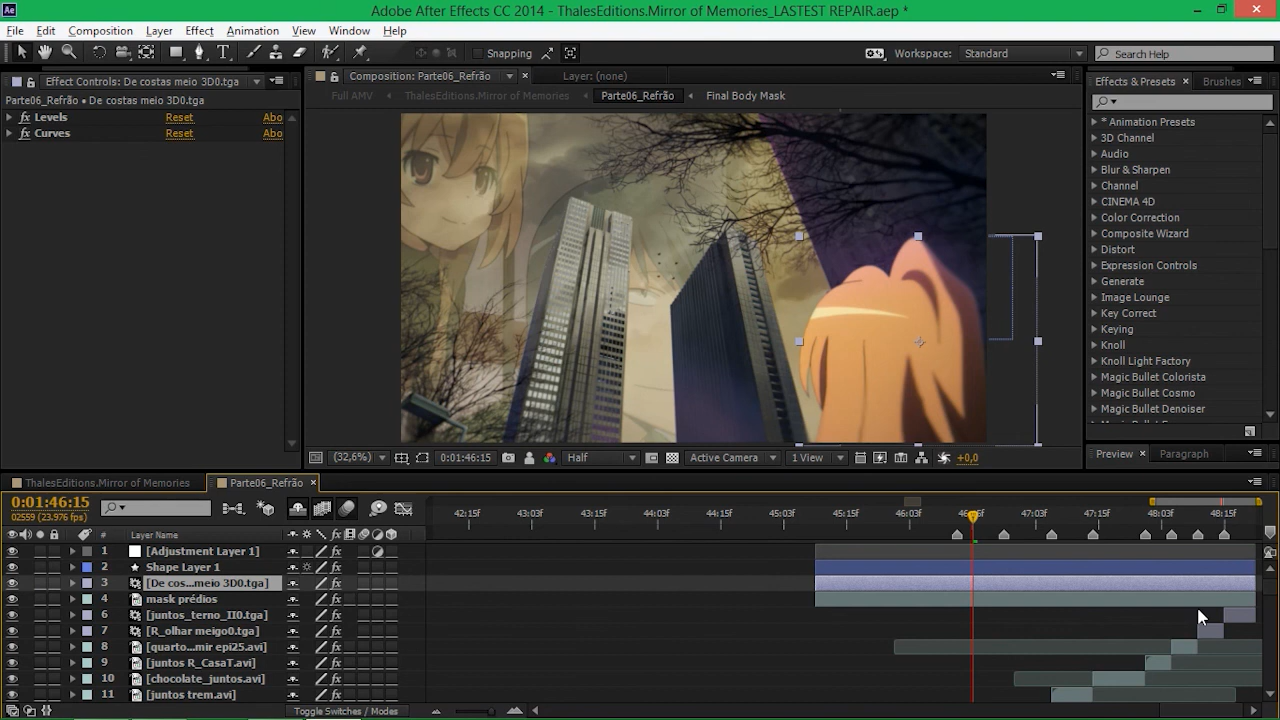 Adobe After Effects CC 2014 - ThalesEditions.Mirror of Memories_LASTEST REPAIR.aep *
File Edit Composition Layer Effect Animation View Window Help
Snapping Workspace: Standard Search Help
Effect Controls: De costas meio 3D0.tga Composition: Parte06_Refrão Layer: (none) Effects & Presets Brushes
Parte06_Refrão • De costas meio 3D0.tga Full AMV ThalesEditions.Mirror of Memories Parte06_Refrão Final Body Mask
fx Levels Reset Abo
fx Curves Reset Abo
* Animation Presets
3D Channel
Audio
Blur & Sharpen
Channel
CINEMA 4D
Color Correction
Composite Wizard
Distort
Expression Controls
Generate
Image Lounge
Key Correct
Keying
Knoll
Knoll Light Factory
Magic Bullet Colorista
Magic Bullet Cosmo
Magic Bullet Denoiser
Magic Bullet Frames
Preview Paragraph
(32,6%) 0:01:46:15 Half Active Camera 1 View +0,0
ThalesEditions.Mirror of Memories Parte06_Refrão
0:01:46:15
02559 (23.976 fps)
42:15f 43:03f 43:15f 44:03f 44:15f 45:03f 45:15f 46:03f 46:15f 47:03f 47:15f 48:03f 48:15f
# Layer Name
1 [Adjustment Layer 1]
2 Shape Layer 1
3 [De cos...meio 3D0.tga]
4 mask prédios
6 [juntos_terno_II0.tga]
7 [R_olhar meigo0.tga]
8 [quarto...mir epi25.avi]
9 [juntos R_CasaT.avi]
10 [chocolate_juntos.avi]
11 [juntos trem.avi]
Toggle Switches / Modes